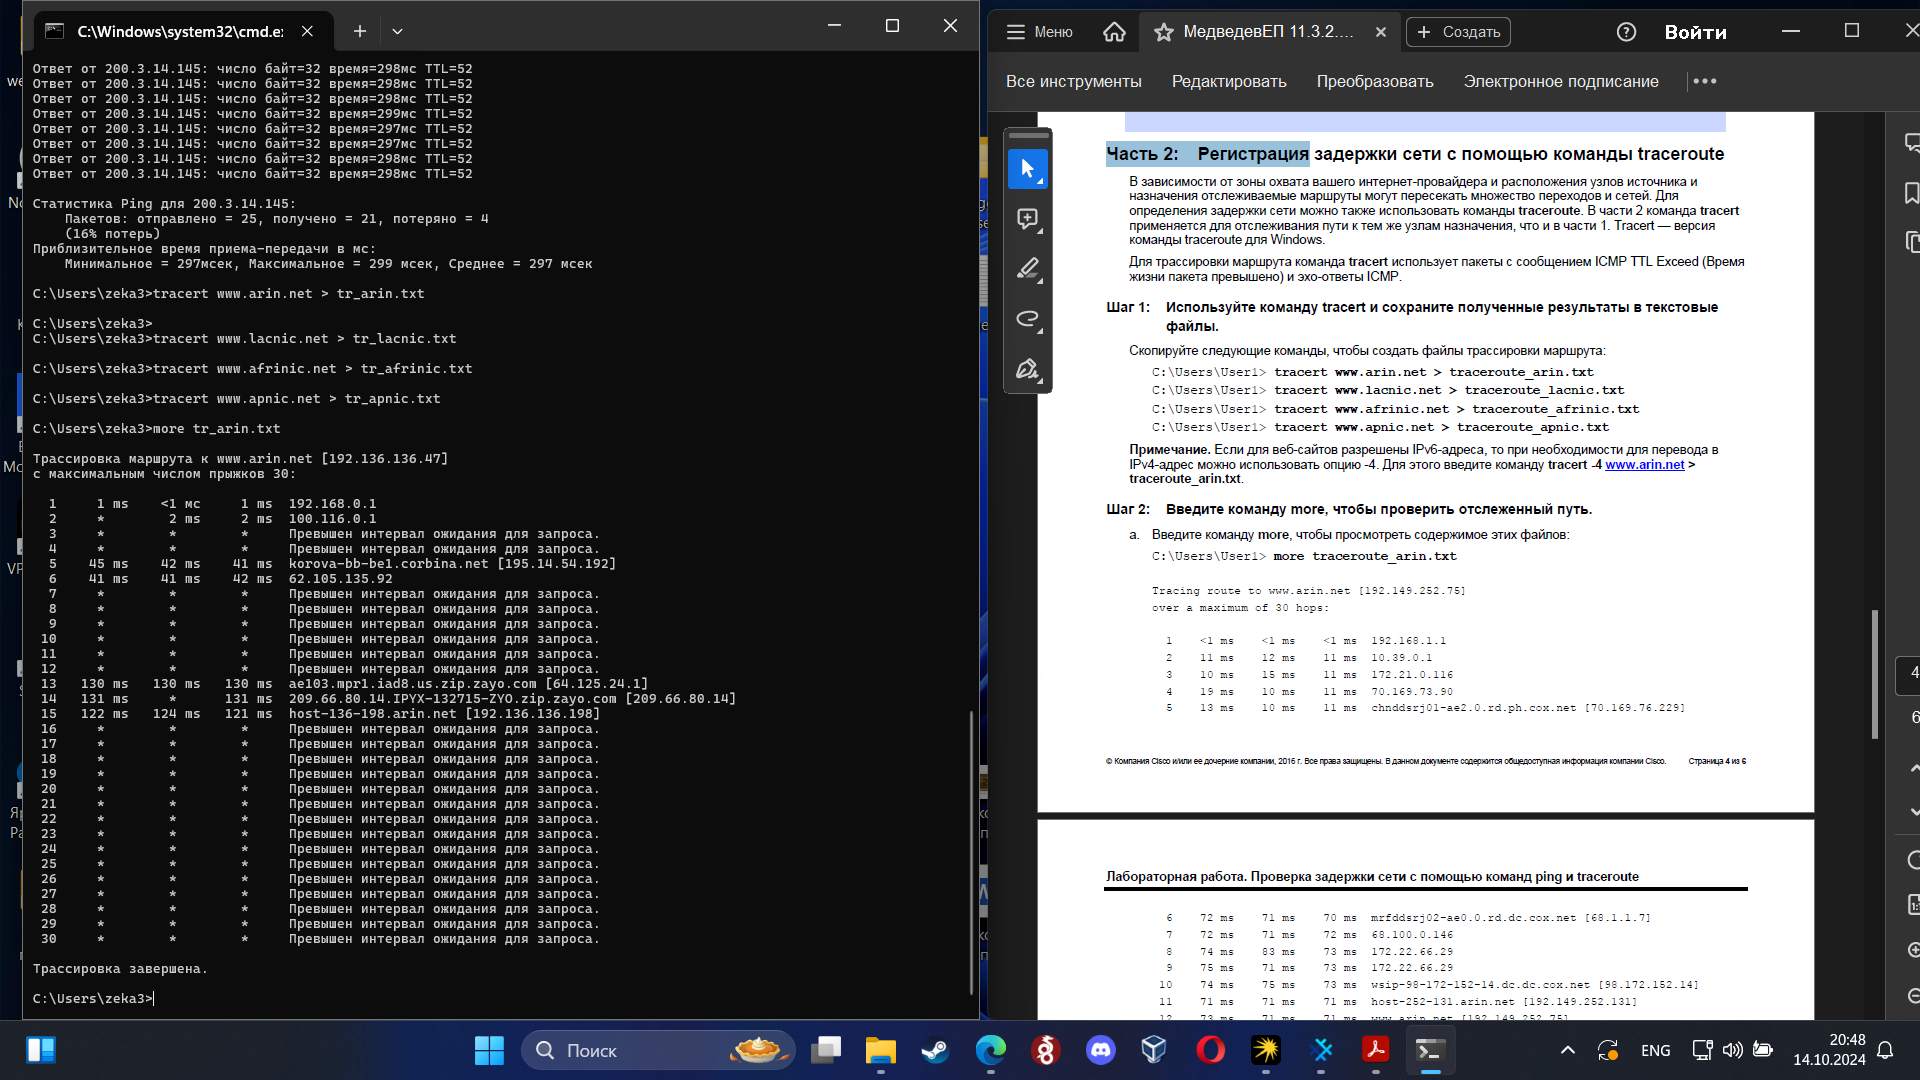 C:\Windows\system32\cmd.e:
Ответ от 200.3.14.145: число байт=32 время=298мс TTL=52
Ответ от 200.3.14.145: число байт=32 время=298мс TTL=52
Ответ от 200.3.14.145: число байт=32 время=298мс TTL=52
Ответ от 200.3.14.145: число байт=32 время=299мс TTL=52
Ответ от 200.3.14.145: число байт=32 время=297мс TTL=52
Ответ от 200.3.14.145: число байт=32 время=297мс TTL=52
Ответ от 200.3.14.145: число байт=32 время=298мс TTL=52
Ответ от 200.3.14.145: число байт=32 время=298мс TTL=52
Статистика Ping для 200.3.14.145:
Пакетов: отправлено = 25, получено = 21, потеряно = 4
(16% потерь)
Приблизительное время приема-передачи в мс:
Минимальное = 297мсек, Максимальное = 299 мсек, Среднее = 297 мсек
C:\Users\zeka3>tracert www.arin.net > tr_arin.txt
C:\Users\zeka3>
C:\Users\zeka3>tracert www.lacnic.net > tr_lacnic.txt
C:\Users\zeka3>tracert www.afrinic.net > tr_afrinic.txt
C:\Users\zeka3>tracert www.apnic.net > tr_apnic.txt
C:\Users\zeka3>more tr_arin.txt
Трассировка маршрута к www.arin.net [192.136.136.47]
с максимальным числом прыжков 30:
1 1 ms <1 мс 1 ms 192.168.0.1
2 * 2 ms 2 ms 100.116.0.1
3 * * * Превышен интервал ожидания для запроса.
4 * * * Превышен интервал ожидания для запроса.
5 45 ms 42 ms 41 ms korova-bb-be1.corbina.net [195.14.54.192]
6 41 ms 41 ms 42 ms 62.105.135.92
7 * * * Превышен интервал ожидания для запроса.
8 * * * Превышен интервал ожидания для запроса.
9 * * * Превышен интервал ожидания для запроса.
10 * * * Превышен интервал ожидания для запроса.
11 * * * Превышен интервал ожидания для запроса.
12 * * * Превышен интервал ожидания для запроса.
13 130 ms 130 ms 130 ms ae103.mpr1.iad8.us.zip.zayo.com [64.125.24.1]
14 131 ms * 131 ms 209.66.80.14.IPYX-132715-ZYO.zip.zayo.com [209.66.80.14]
15 122 ms 124 ms 121 ms host-136-198.arin.net [192.136.136.198]
16 * * * Превышен интервал ожидания для запроса.
17 * * * Превышен интервал ожидания для запроса.
18 * * * Превышен интервал ожидания для запроса.
19 * * * Превышен интервал ожидания для запроса.
20 * * * Превышен интервал ожидания для запроса.
21 * * * Превышен интервал ожидания для запроса.
22 * * * Превышен интервал ожидания для запроса.
23 * * * Превышен интервал ожидания для запроса.
24 * * * Превышен интервал ожидания для запроса.
25 * * * Превышен интервал ожидания для запроса.
26 * * * Превышен интервал ожидания для запроса.
27 * * * Превышен интервал ожидания для запроса.
28 * * * Превышен интервал ожидания для запроса.
29 * * * Превышен интервал ожидания для запроса.
30 * * * Превышен интервал ожидания для запроса.
Трассировка завершена.
C:\Users\zeka3>
Меню
МедведевЕП 11.3.2....
Создать
Войти
Все инструменты Редактировать Преобразовать Электронное подписание
Часть 2: Регистрация задержки сети с помощью команды traceroute
В зависимости от зоны охвата вашего интернет-провайдера и расположения узлов источника и
назначения отслеживаемые маршруты могут пересекать множество переходов и сетей. Для
определения задержки сети можно также использовать команды traceroute. В части 2 команда tracert
применяется для отслеживания пути к тем же узлам назначения, что и в части 1. Tracert — версия
команды traceroute для Windows.
Для трассировки маршрута команда tracert использует пакеты с сообщением ICMP TTL Exceed (Время
жизни пакета превышено) и эхо-ответы ICMP.
Шаг 1: Используйте команду tracert и сохраните полученные результаты в текстовые
файлы.
Скопируйте следующие команды, чтобы создать файлы трассировки маршрута:
C:\Users\User1> tracert www.arin.net > traceroute_arin.txt
C:\Users\User1> tracert www.lacnic.net > traceroute_lacnic.txt
C:\Users\User1> tracert www.afrinic.net > traceroute_afrinic.txt
C:\Users\User1> tracert www.apnic.net > traceroute_apnic.txt
Примечание. Если для веб-сайтов разрешены IPv6-адреса, то при необходимости для перевода в
IPv4-адрес можно использовать опцию -4. Для этого введите команду tracert -4 www.arin.net >
traceroute_arin.txt.
Шаг 2: Введите команду more, чтобы проверить отслеженный путь.
a. Введите команду more, чтобы просмотреть содержимое этих файлов:
C:\Users\User1> more traceroute_arin.txt
Tracing route to www.arin.net [192.149.252.75]
over a maximum of 30 hops:
1 <1 ms <1 ms <1 ms 192.168.1.1
2 11 ms 12 ms 11 ms 10.39.0.1
3 10 ms 15 ms 11 ms 172.21.0.116
4 19 ms 10 ms 11 ms 70.169.73.90
5 13 ms 10 ms 11 ms chnddsrj01-ae2.0.rd.ph.cox.net [70.169.76.229]
© Компания Cisco и/или ее дочерние компании, 2016 г. Все права защищены. В данном документе содержится общедоступная информация компании Cisco. Страница 4 из 6
Лабораторная работа. Проверка задержки сети с помощью команд ping и traceroute
6 72 ms 71 ms 70 ms mrfddsrj02-ae0.0.rd.dc.cox.net [68.1.1.7]
7 72 ms 71 ms 72 ms 68.100.0.146
8 74 ms 83 ms 73 ms 172.22.66.29
9 75 ms 71 ms 73 ms 172.22.66.29
10 74 ms 75 ms 73 ms wsip-98-172-152-14.dc.dc.cox.net [98.172.152.14]
11 71 ms 71 ms 71 ms host-252-131.arin.net [192.149.252.131]
12 73 ms 71 ms 71 ms www.arin.net [192.149.252.75]
4
6
Поиск
ENG
20:48
14.10.2024